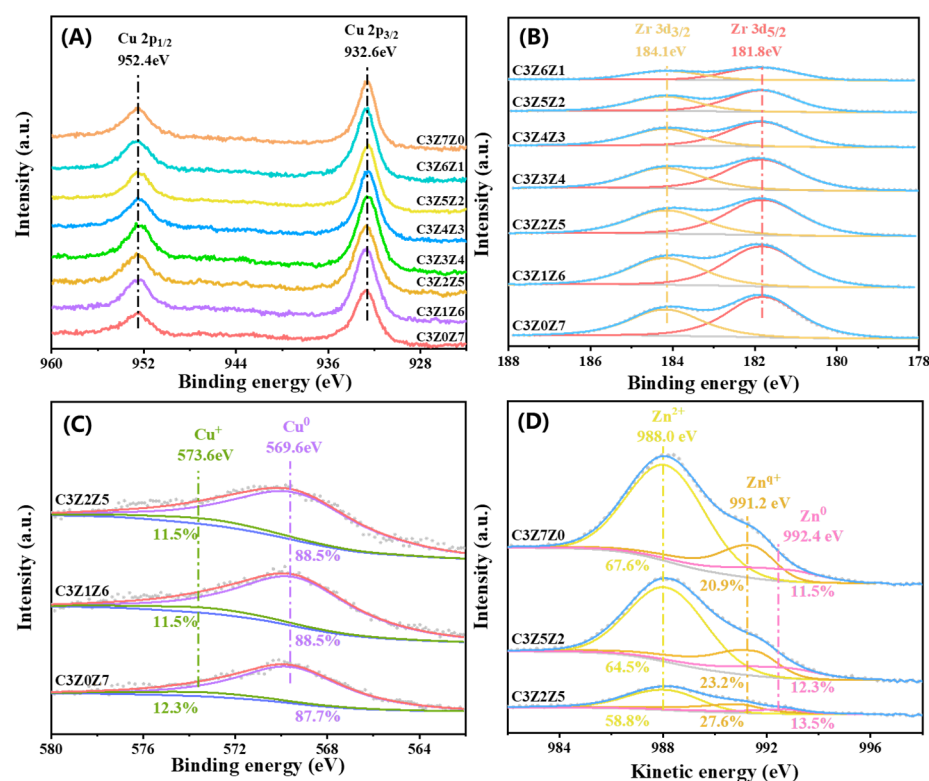 (A)
Cu 2p1/2
952.4eV
Cu 2p3/2
932.6eV
C3Z7Z0
C3Z6Z1
C3Z5Z2
C3Z4Z3
C3Z3Z4
C3Z2Z5
C3Z1Z6
C3Z0Z7
Intensity (a.u.)
960 952 944 936 928
Binding energy (eV)
(B)
Zr 3d3/2
184.1eV
Zr 3d5/2
181.8eV
C3Z6Z1
C3Z5Z2
C3Z4Z3
C3Z3Z4
C3Z2Z5
C3Z1Z6
C3Z0Z7
Intensity (a.u.)
188 186 184 182 180 178
Binding energy (eV)
(C)
Cu+
573.6eV
Cu0
569.6eV
C3Z2Z5
11.5%
88.5%
C3Z1Z6
11.5%
88.5%
C3Z0Z7
12.3%
87.7%
Intensity (a.u.)
580 576 572 568 564
Binding energy (eV)
(D)
Zn2+
988.0 eV
Znq+
991.2 eV
Zn0
992.4 eV
C3Z7Z0
67.6%
20.9%
11.5%
C3Z5Z2
64.5%
23.2%
12.3%
C3Z2Z5
58.8%
27.6%
13.5%
Intensity (a.u.)
984 988 992 996
Kinetic energy (eV)